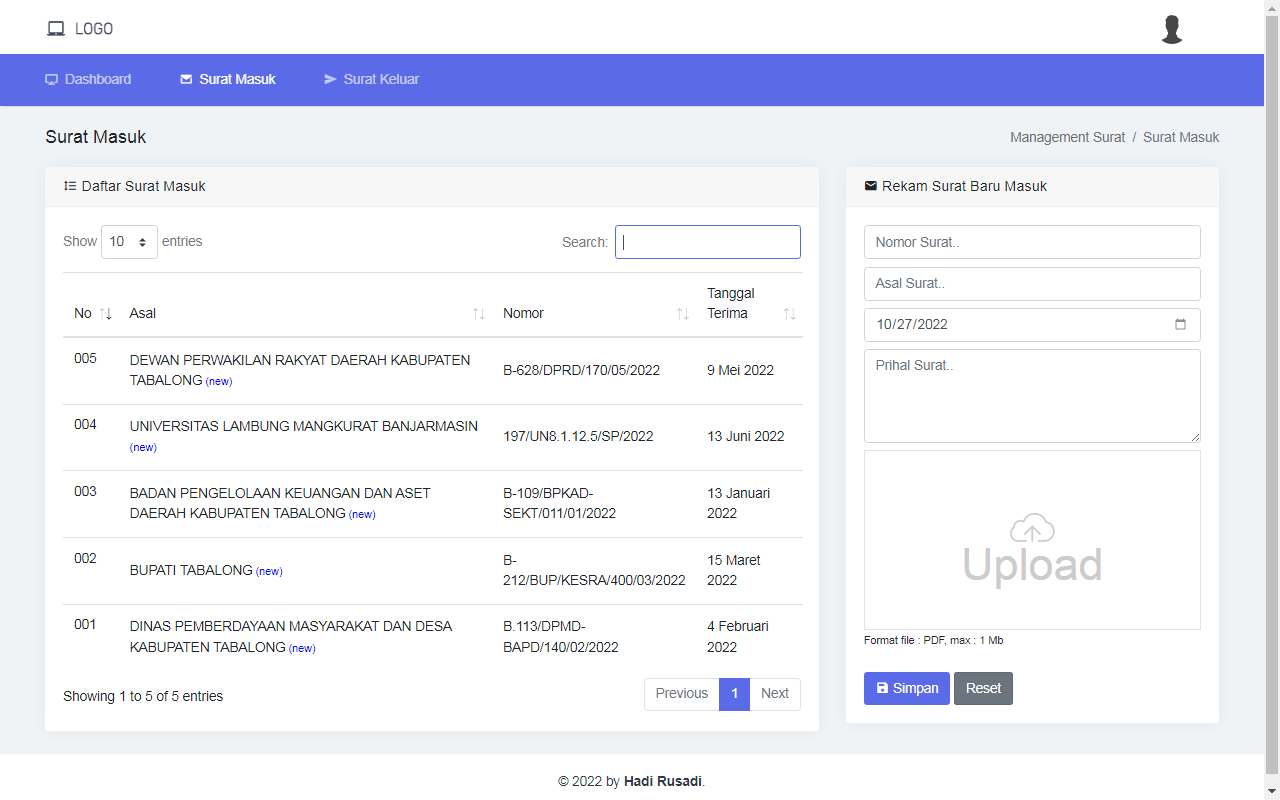 LOGO
Dashboard Surat Masuk Surat Keluar
Surat Masuk
Management Surat / Surat Masuk
Daftar Surat Masuk
Show 10 entries
Search:
No Asal Nomor Tanggal Terima
005 DEWAN PERWAKILAN RAKYAT DAERAH KABUPATEN
TABALONG (new)
B-628/DPRD/170/05/2022
9 Mei 2022
004 UNIVERSITAS LAMBUNG MANGKURAT BANJARMASIN
(new)
197/UN8.1.12.5/SP/2022
13 Juni 2022
003 BADAN PENGELOLAAN KEUANGAN DAN ASET
DAERAH KABUPATEN TABALONG (new)
B-109/BPKAD-
SEKT/011/01/2022
13 Januari
2022
002 BUPATI TABALONG (new)
B-
212/BUP/KESRA/400/03/2022
15 Maret
2022
001 DINAS PEMBERDAYAAN MASYARAKAT DAN DESA
KABUPATEN TABALONG (new)
B.113/DPMD-
BAPD/140/02/2022
4 Februari
2022
Showing 1 to 5 of 5 entries
Previous 1 Next
Rekam Surat Baru Masuk
Nomor Surat..
Asal Surat..
10/27/2022
Prihal Surat..
Upload
Format file : PDF, max : 1 Mb
Simpan Reset
© 2022 by Hadi Rusadi.